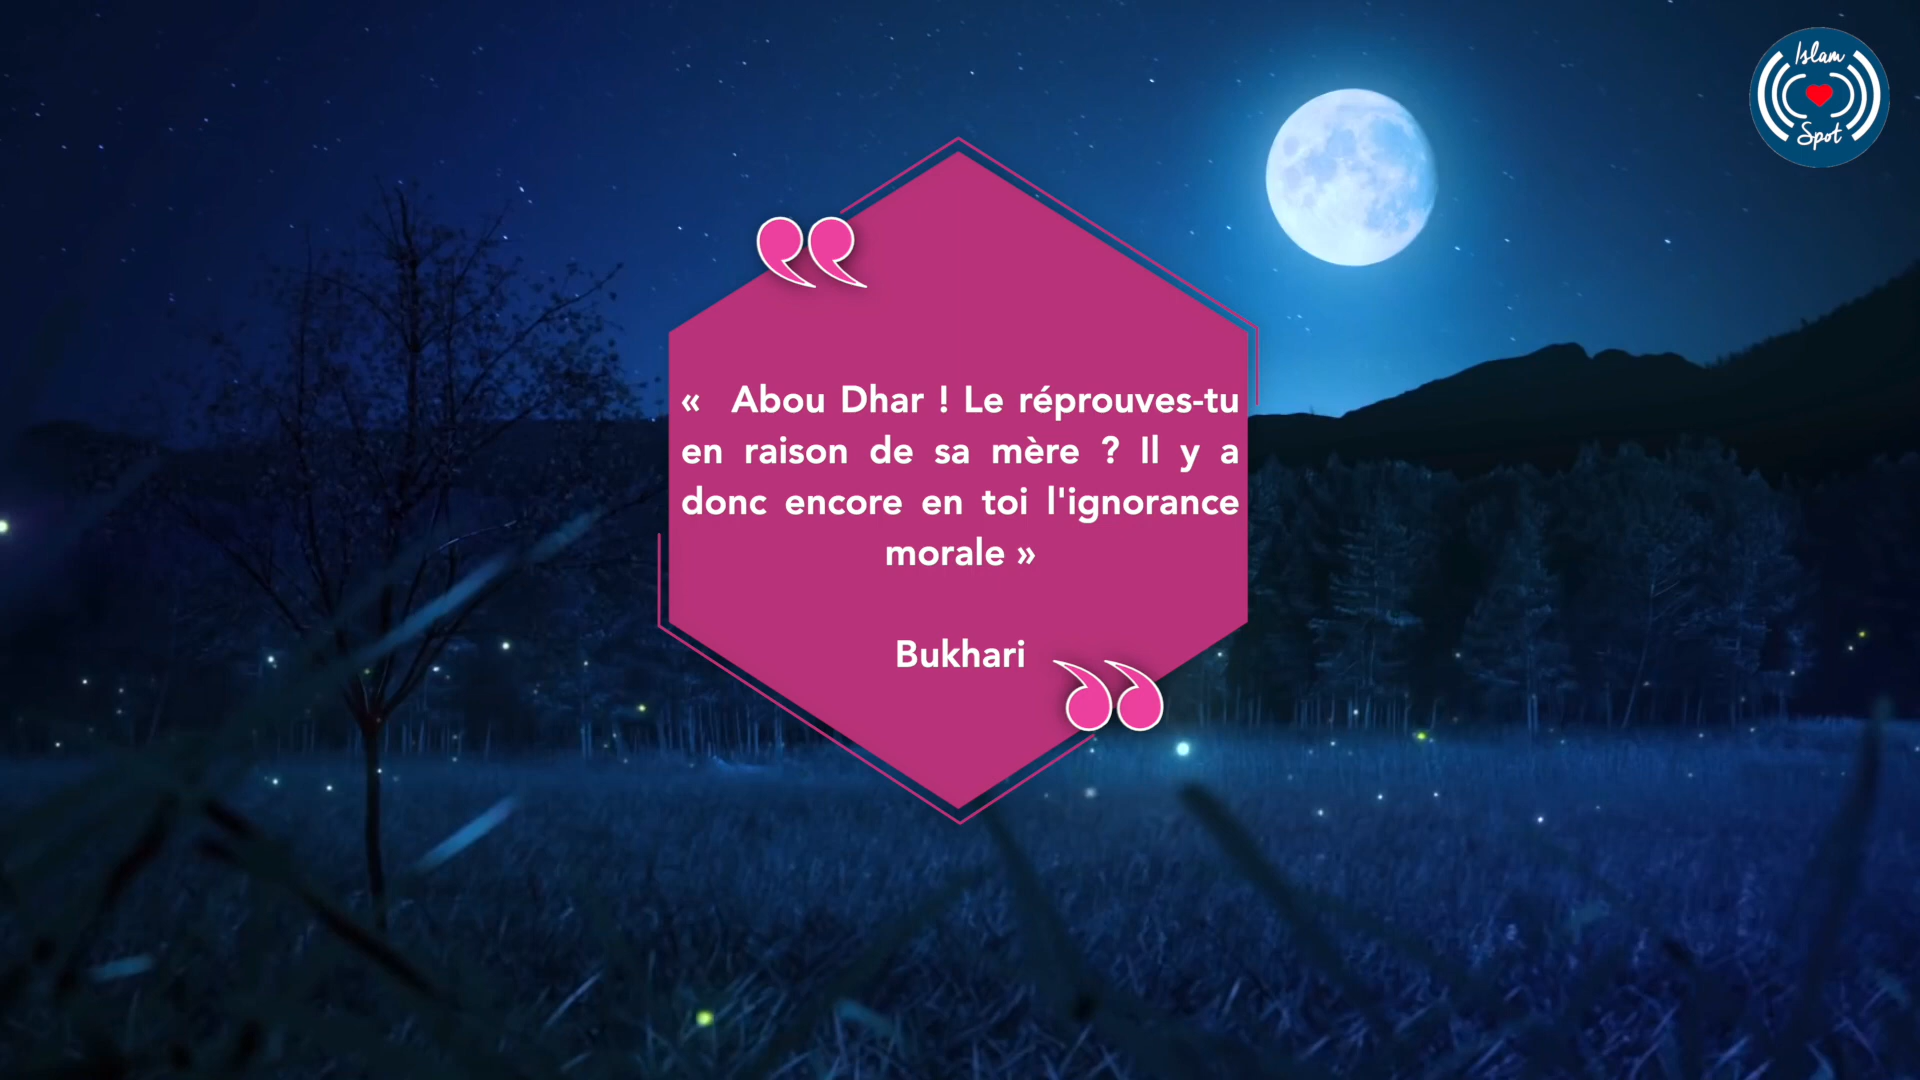 Islam
Spot
« Abou Dhar ! Le réprouves-tu
en raison de sa mère ? Il y a
donc encore en toi l'ignorance
morale »
Bukhari